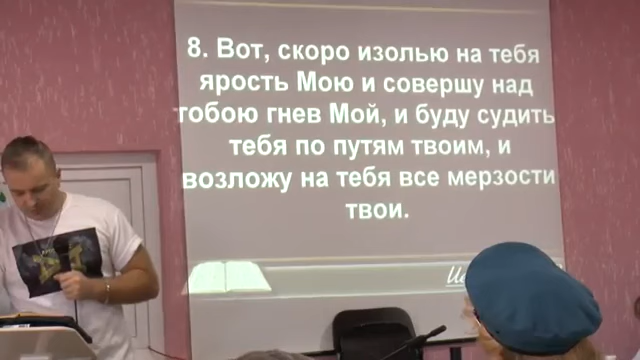 8. Вот, скоро изолью на тебя
ярость Мою и совершу над
тобою гнев Мой, и буду судить
тебя по путям твоим, и
возложу на тебя все мерзости
твои.